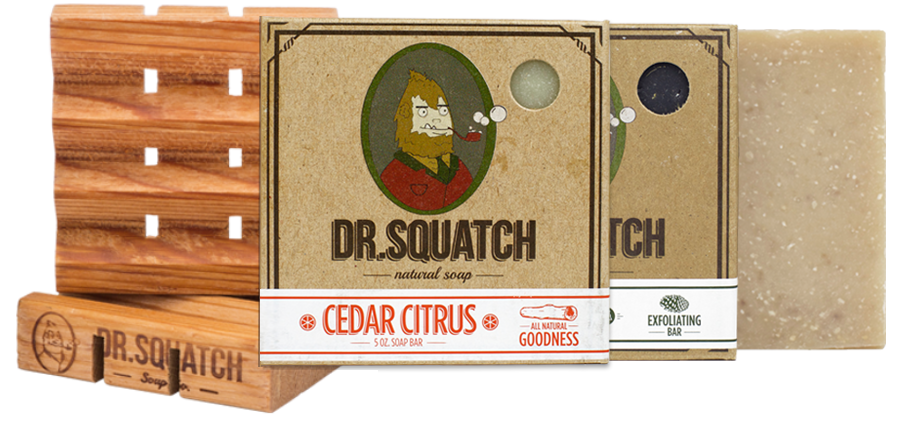 DR.SQUATCH
Soap Co.
DR.SQUATCH
natural soap
CEDAR CITRUS
5 OZ. SOAP BAR
ALL NATURAL
GOODNESS
TCH
EXFOLIATING
BAR